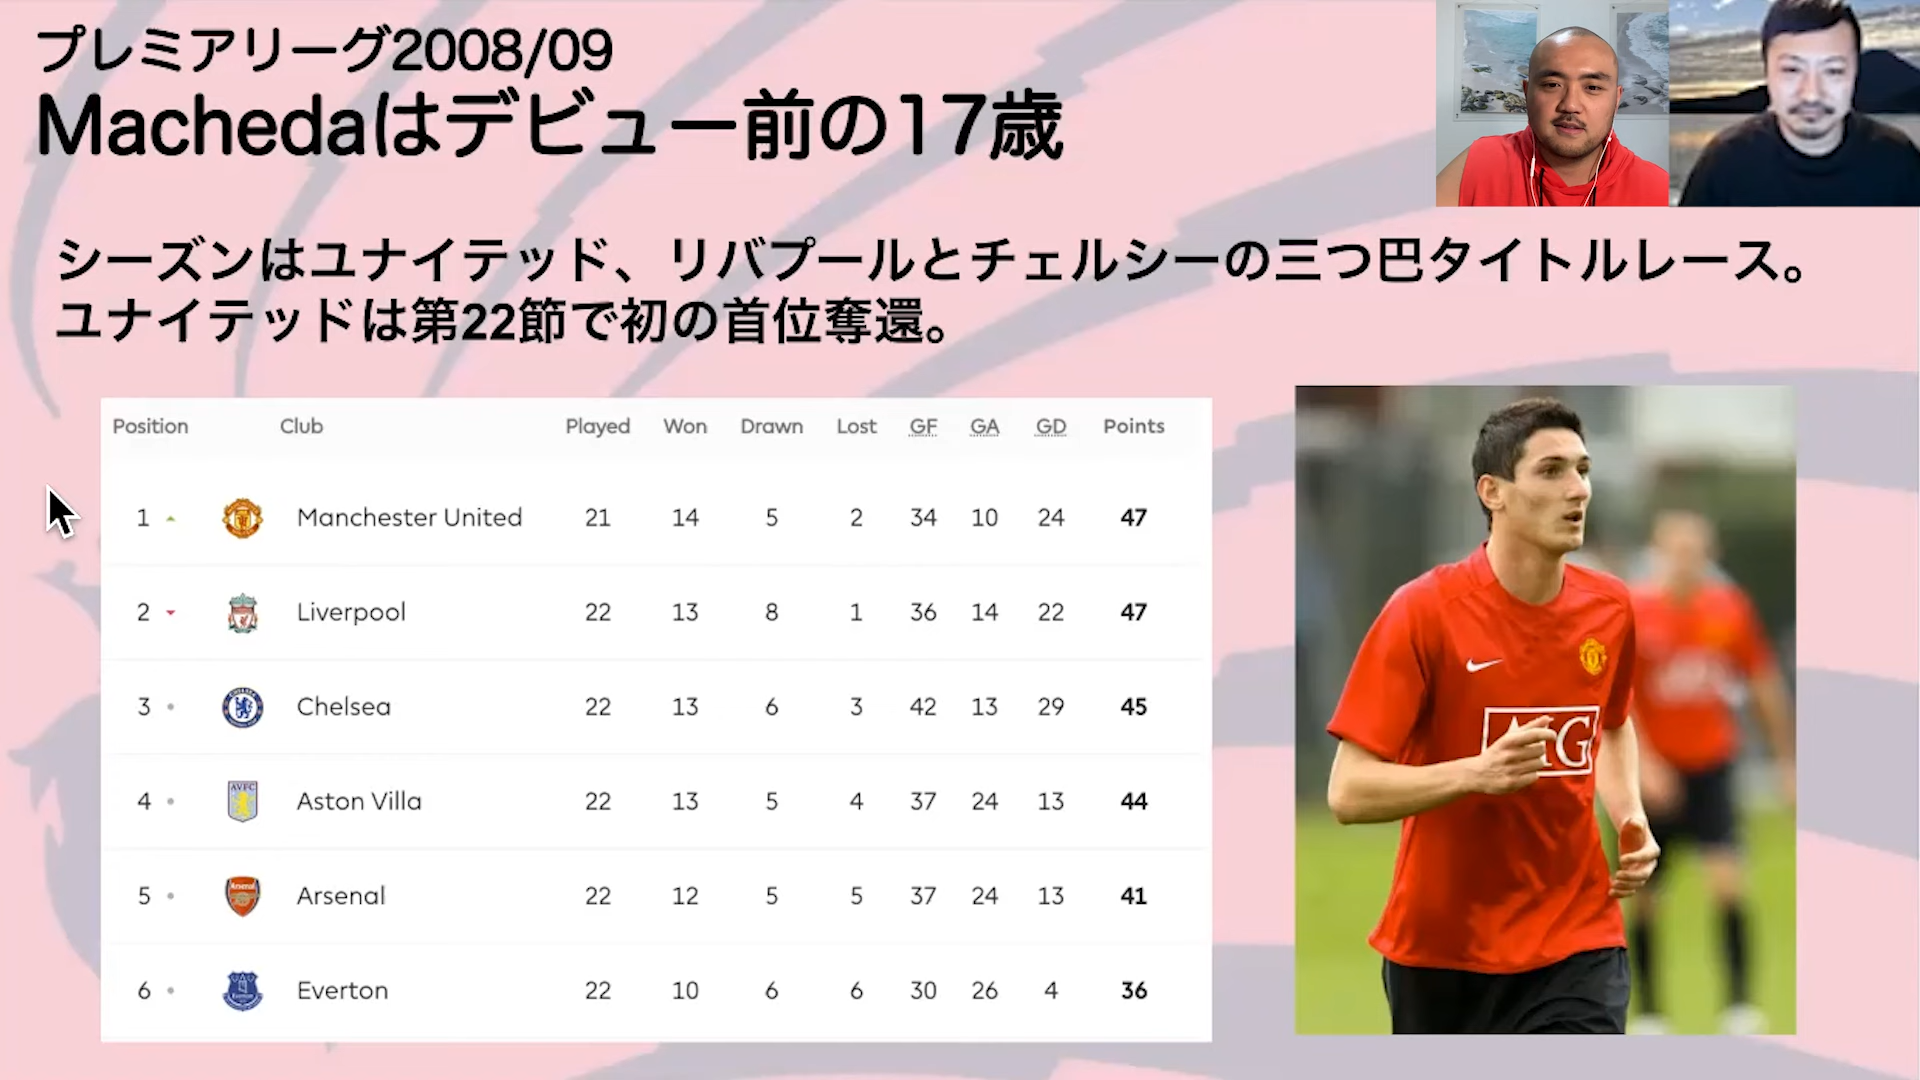 プレミアリーグ2008/09
Machedaはデビュー前の17歳
シーズンはユナイテッド、リバプールとチェルシーの三つ巴タイトルレース。
ユナイテッドは第22節で初の首位奪還。
Position Club Played Won Drawn Lost GF GA GD Points
1 Manchester United 21 14 5 2 34 10 24 47
2 Liverpool 22 13 8 1 36 14 22 47
3 Chelsea 22 13 6 3 42 13 29 45
4 Aston Villa 22 13 5 4 37 24 13 44
5 Arsenal 22 12 5 5 37 24 13 41
6 Everton 22 10 6 6 30 26 4 36
AVFC
Arsenal